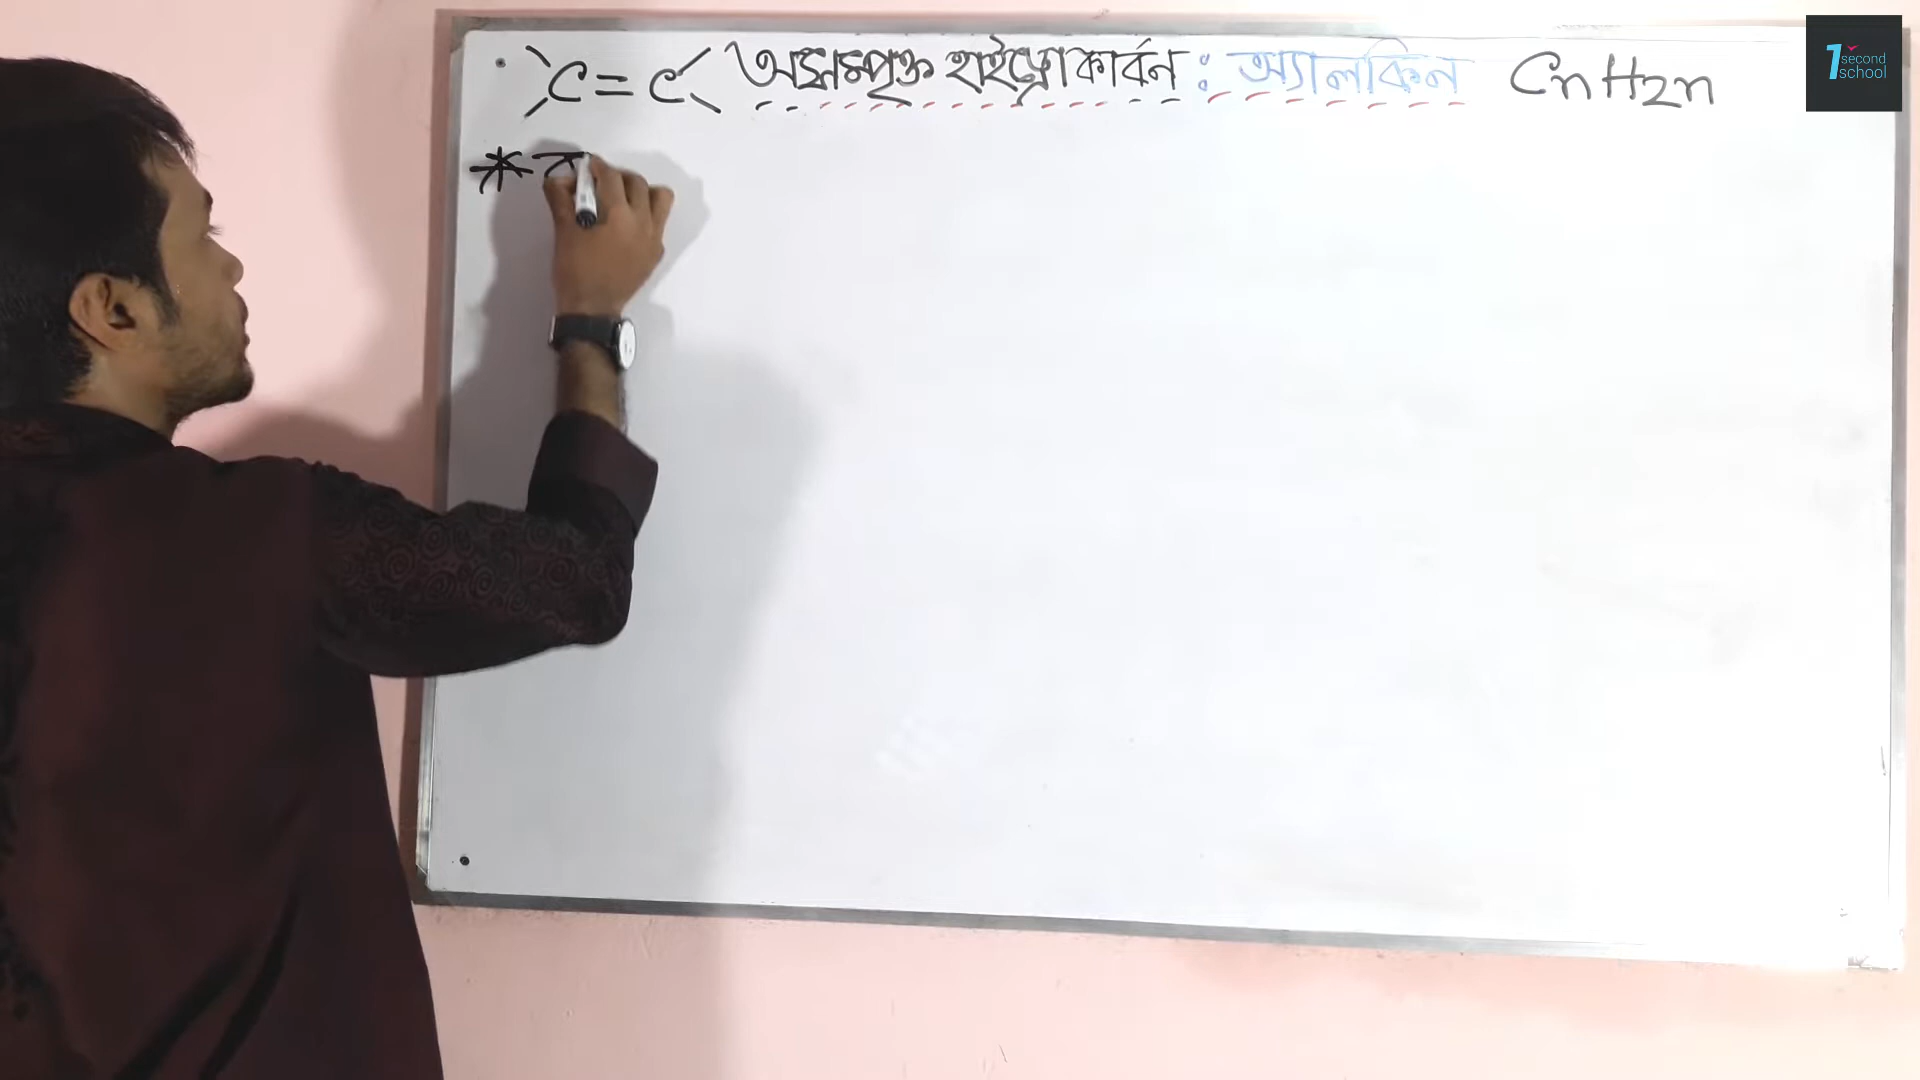 >C=C< অসম্পৃক্ত হাইড্রোকার্বন : অ্যালকিন CnH2n
*
1 second school